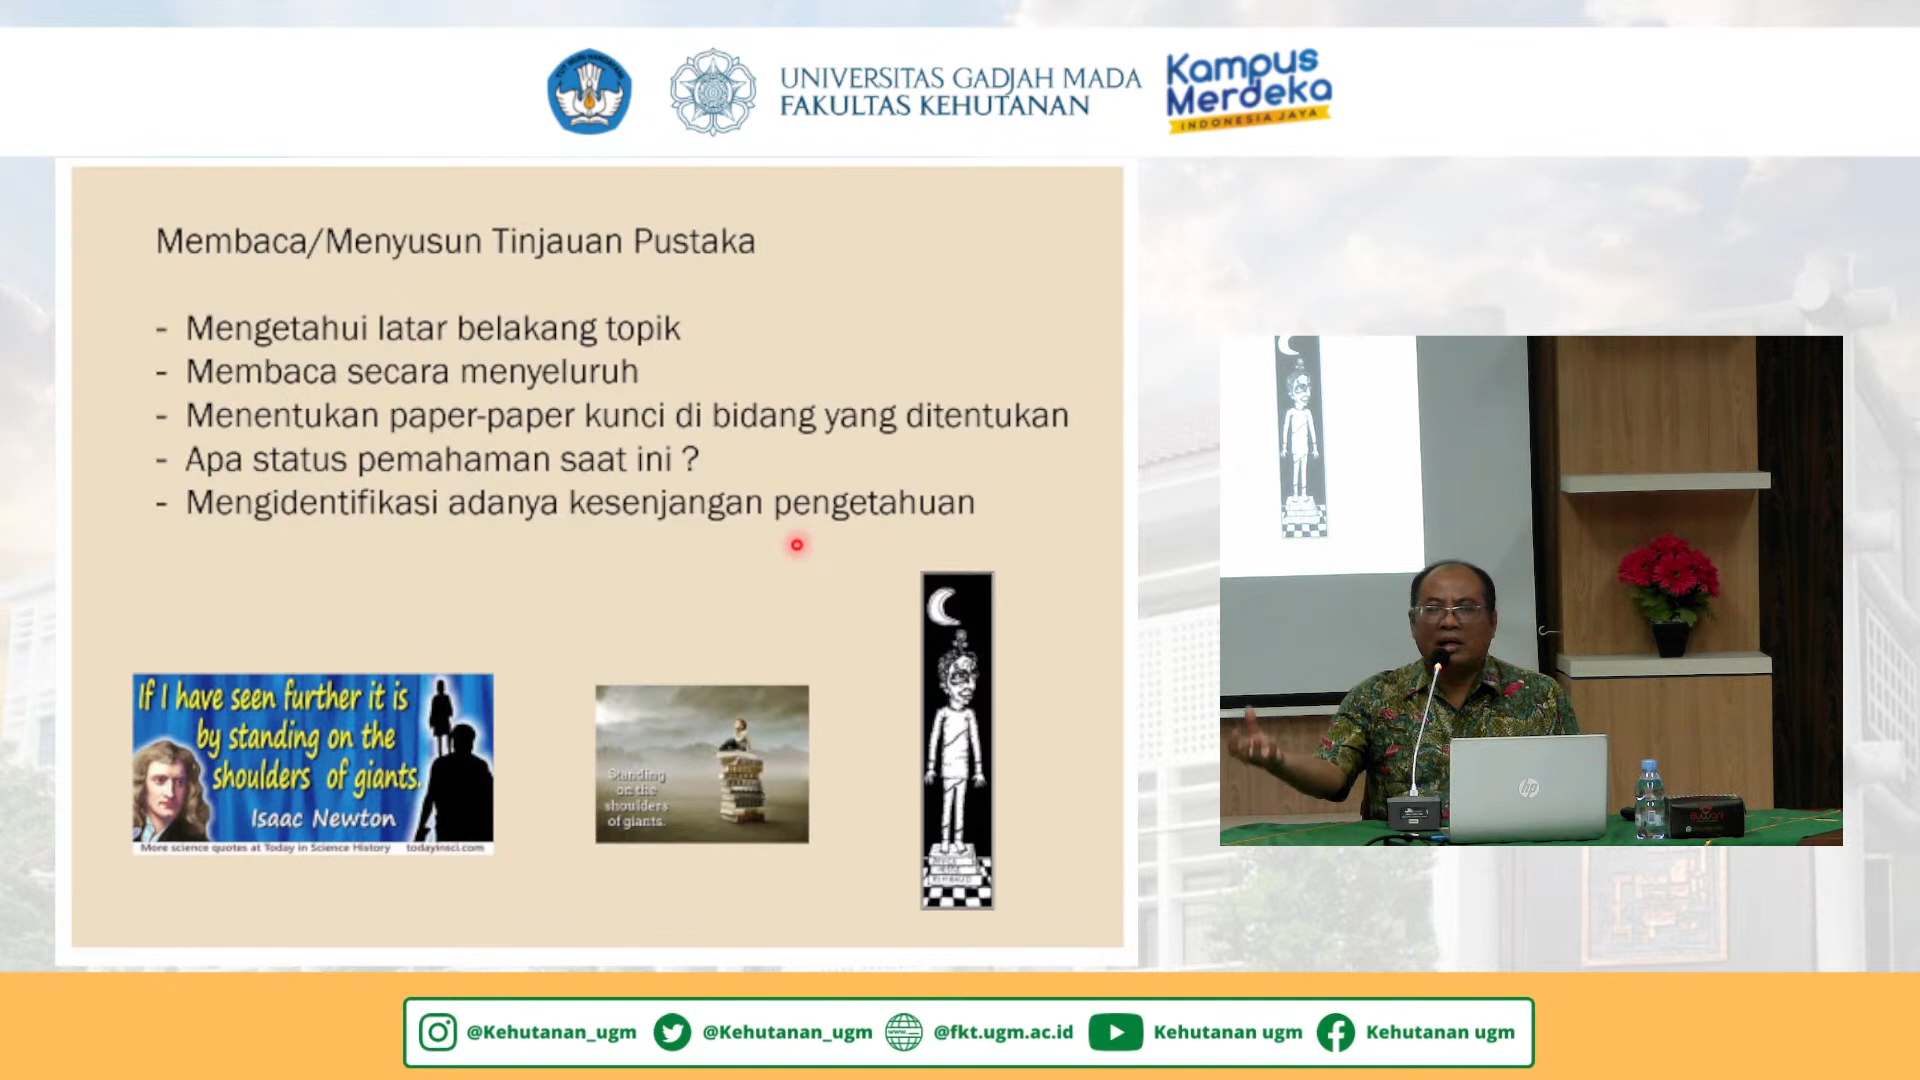 UNIVERSITAS GADJAH MADA
FAKULTAS KEHUTANAN
Kampus
Merdeka
INDONESIA JAYA
Membaca/Menyusun Tinjauan Pustaka
- Mengetahui latar belakang topik
- Membaca secara menyeluruh
- Menentukan paper-paper kunci di bidang yang ditentukan
- Apa status pemahaman saat ini ?
- Mengidentifikasi adanya kesenjangan pengetahuan
If I have seen further it is
by standing on the
shoulders of giants.
Isaac Newton
More science quotes at Today in Science History todayinsci.com
Standing
on the
shoulders
of giants.
hp
@Kehutanan_ugm
@Kehutanan_ugm
@fkt.ugm.ac.id
Kehutanan ugm
Kehutanan ugm